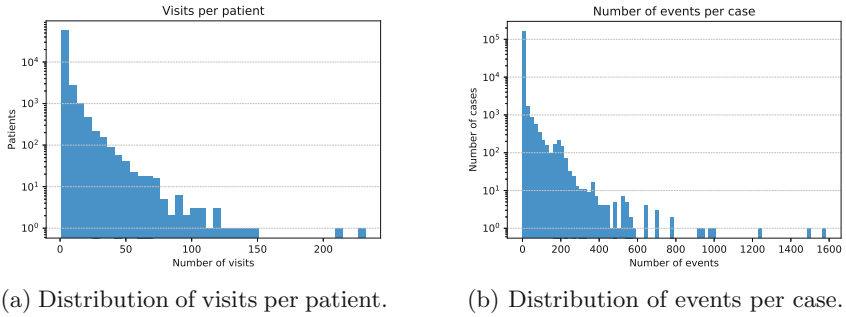 Visits per patient
10^5
10^4
10^3
10^2
10^1
10^0
Patients
0 50 100 150 200
Number of visits
(a) Distribution of visits per patient.
Number of events per case
10^5
10^4
10^3
10^2
10^1
10^0
Number of cases
0 200 400 600 800 1000 1200 1400 1600
Number of events
(b) Distribution of events per case.